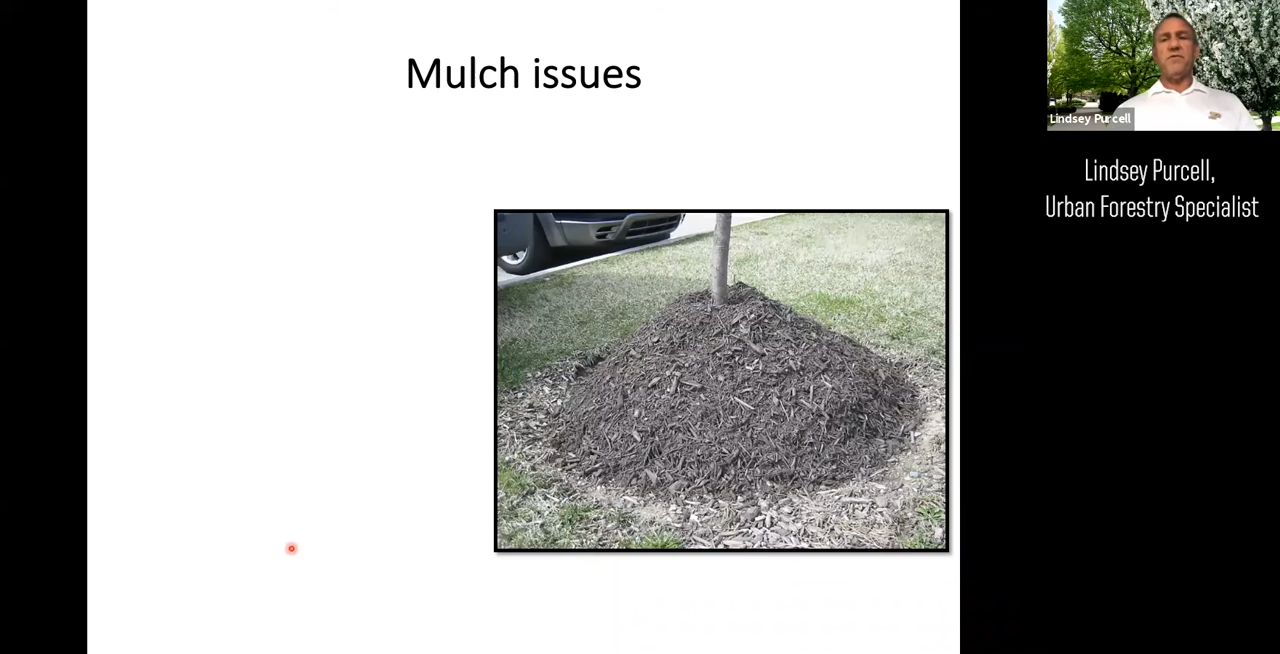 Mulch issues
Lindsey Purcell
Lindsey Purcell,
Urban Forestry Specialist